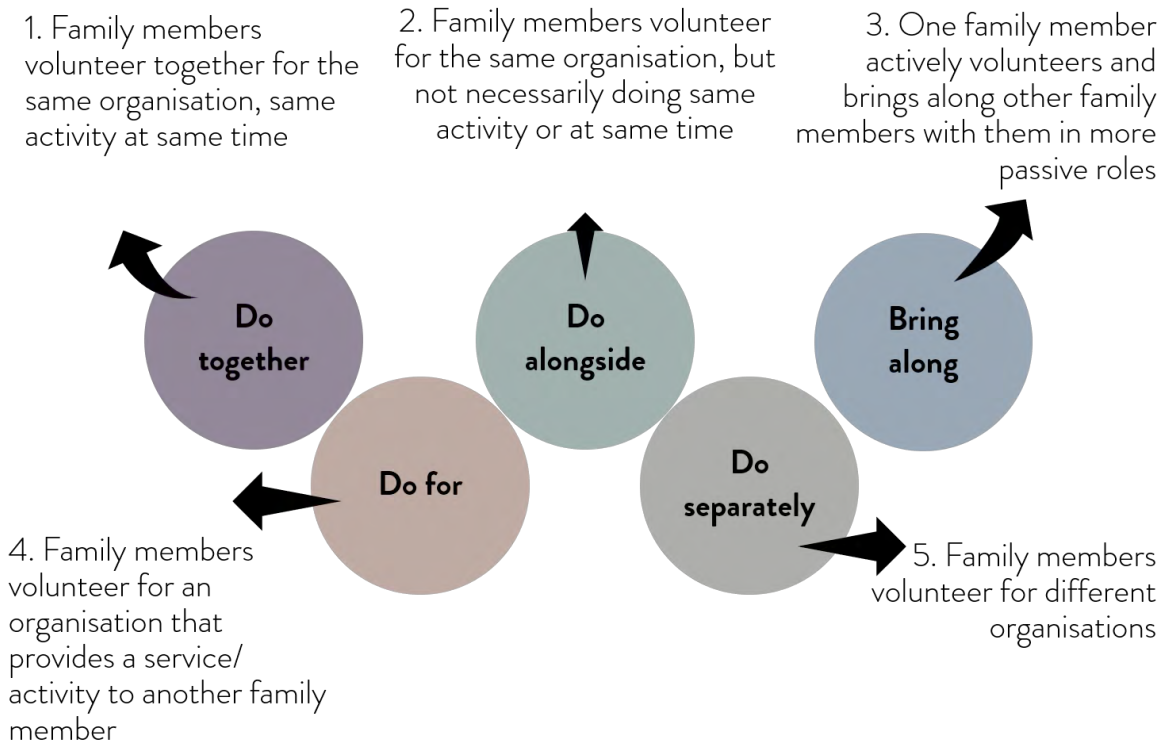 1. Family members
volunteer together for the
same organisation, same
activity at same time
2. Family members volunteer
for the same organisation, but
not necessarily doing same
activity or at same time
3. One family member
actively volunteers and
brings along other family
members with them in more
passive roles
Do
together
Do
alongside
Bring
along
Do for
Do
separately
4. Family members
volunteer for an
organisation that
provides a service/
activity to another family
member
5. Family members
volunteer for different
organisations